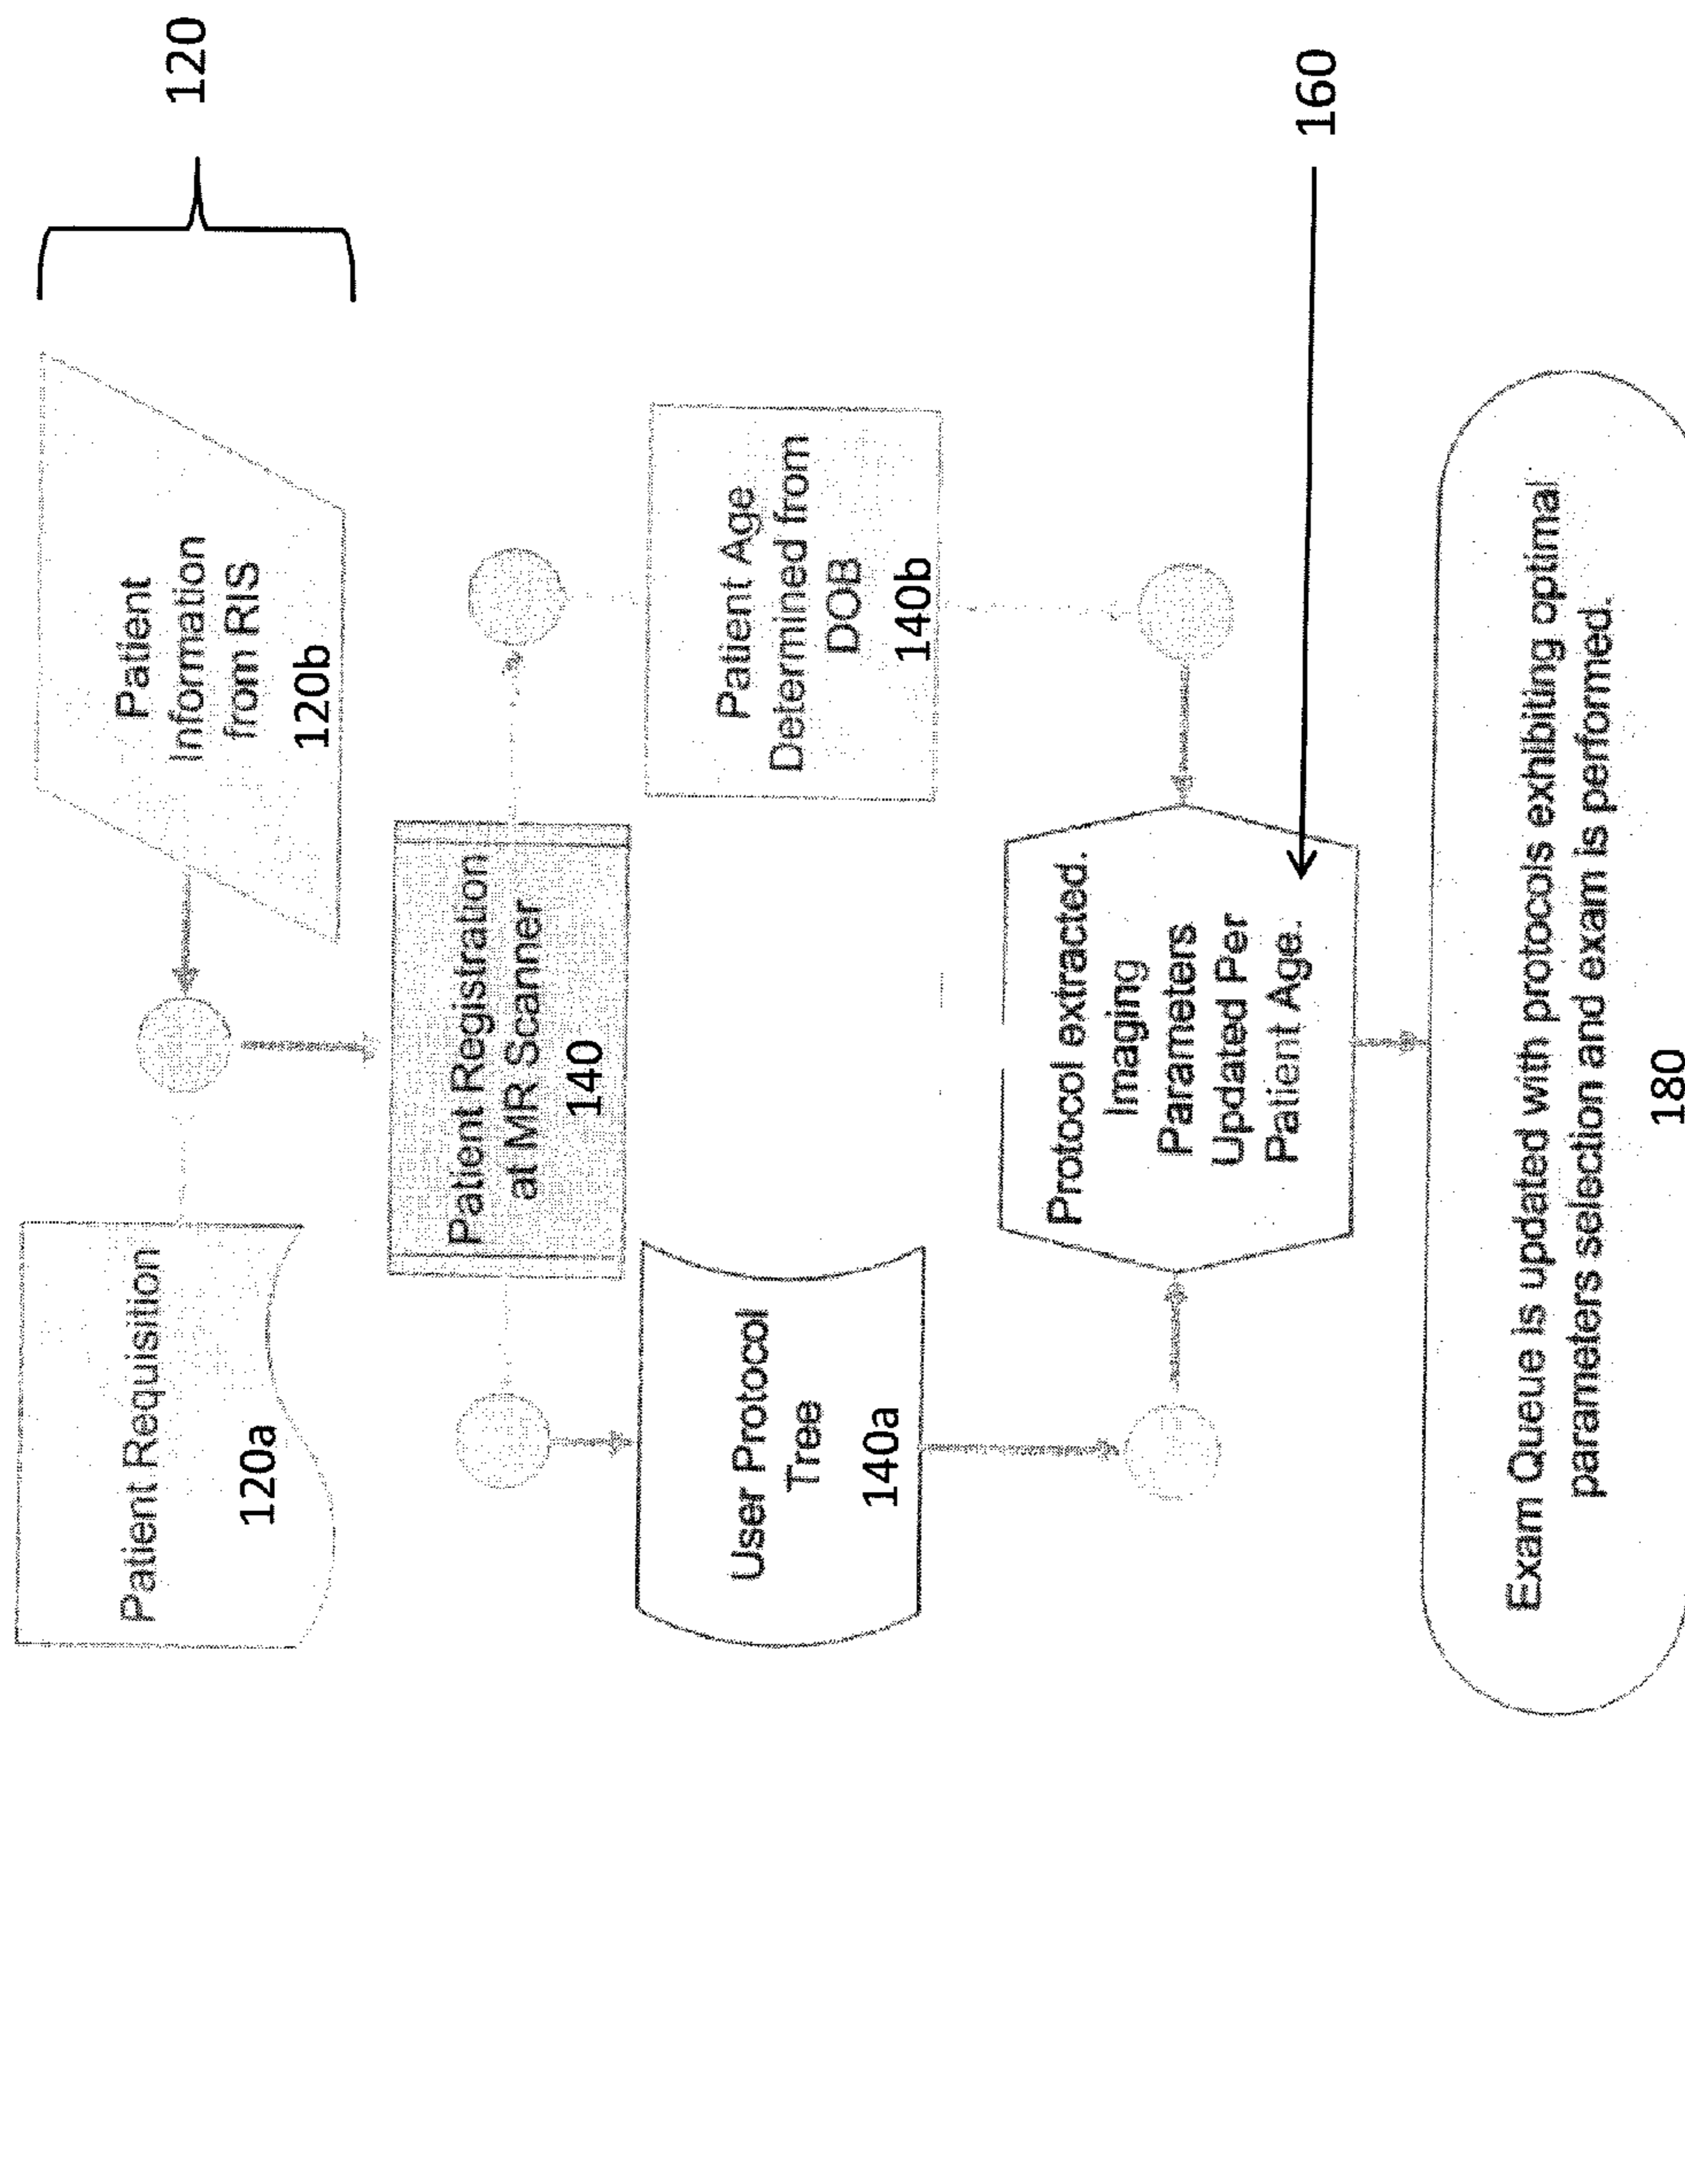 120
Patient Requisition
120a
Patient
Information
from RIS
120b
Patient Registration
at MR Scanner
140
User Protocol
Tree
140a
Patient Age
Determined from
DOB
140b
Protocol extracted.
Imaging
Parameters
Updated Per
Patient Age.
160
Exam Queue is updated with protocols exhibiting optimal
parameters selection and exam is performed.
180